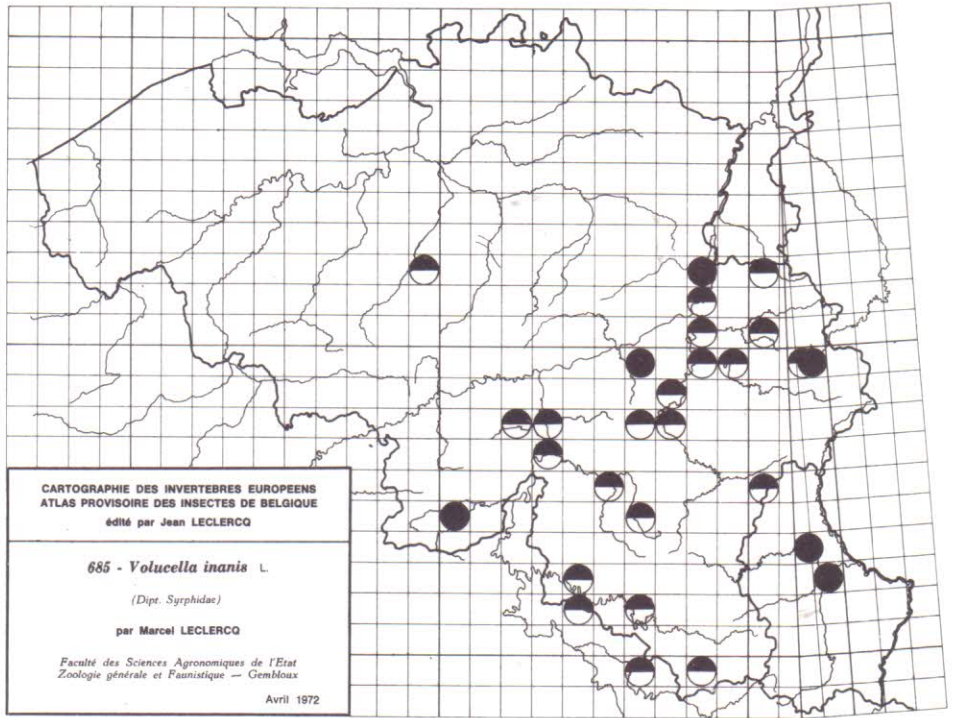 CARTOGRAPHIE DES INVERTEBRES EUROPEENS
ATLAS PROVISOIRE DES INSECTES DE BELGIQUE
édité par Jean LECLERCQ
685 - Volucella inanis L.
(Dipt. Syrphidae)
par Marcel LECLERCQ
Faculté des Sciences Agronomiques de l'Etat
Zoologie générale et Faunistique — Gembloux
Avril 1972